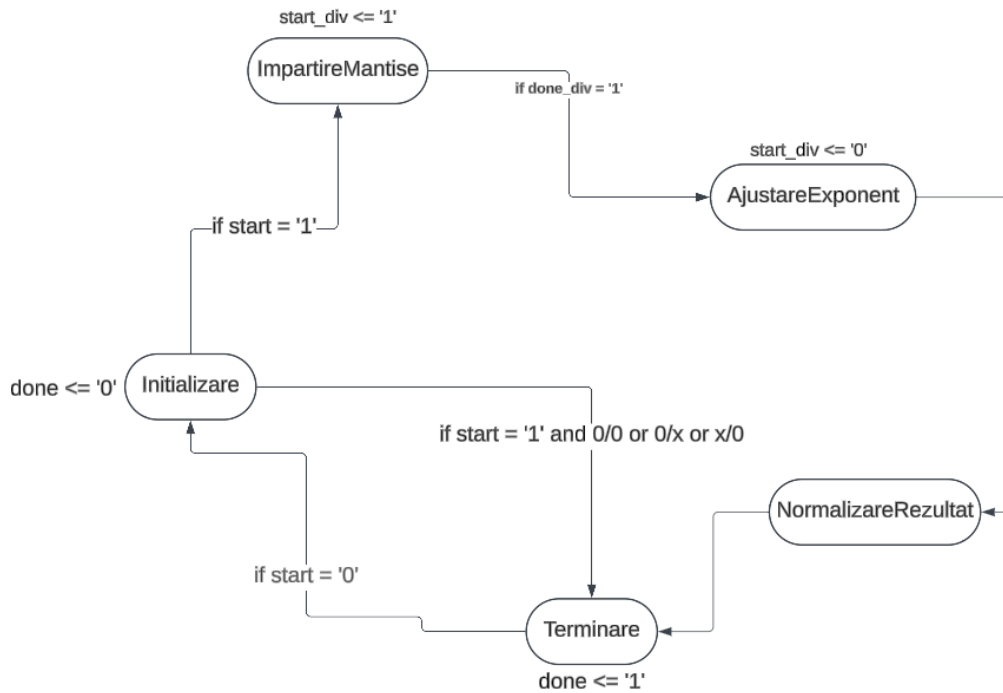 start_div <= '1'
ImpartireMantise
if done_div = '1'
start_div <= '0'
AjustareExponent
if start = '1'
done <= '0'
Initializare
if start = '1' and 0/0 or 0/x or x/0
NormalizareRezultat
if start = '0'
Terminare
done <= '1'